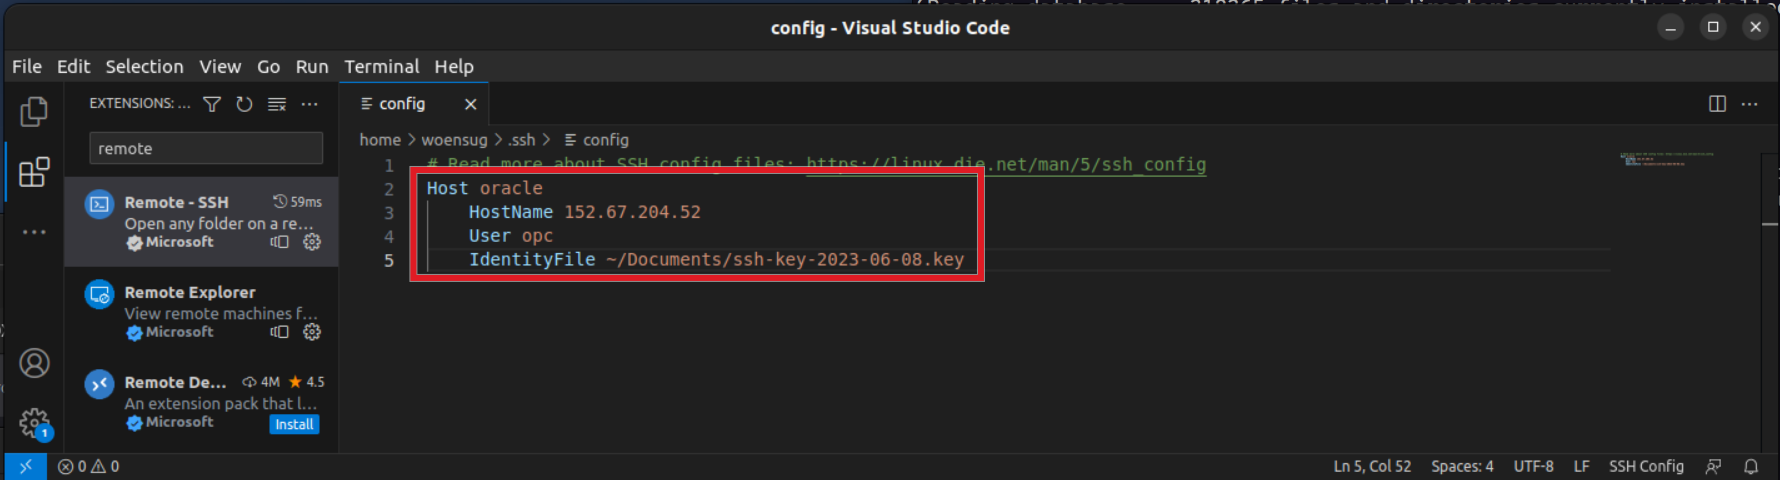 config - Visual Studio Code
File Edit Selection View Go Run Terminal Help
EXTENSIONS: ...
remote
Remote - SSH 59ms
Open any folder on a re...
Microsoft
Remote Explorer
View remote machines f...
Microsoft
Remote De... 4M ★ 4.5
An extension pack that l...
Microsoft Install
1
config
home > woensug > .ssh > config
1 # Read more about SSH config files: https://linux.die.net/man/5/ssh_config
2 Host oracle
3 HostName 152.67.204.52
4 User opc
5 IdentityFile ~/Documents/ssh-key-2023-06-08.key
0 0
Ln 5, Col 52 Spaces: 4 UTF-8 LF SSH Config